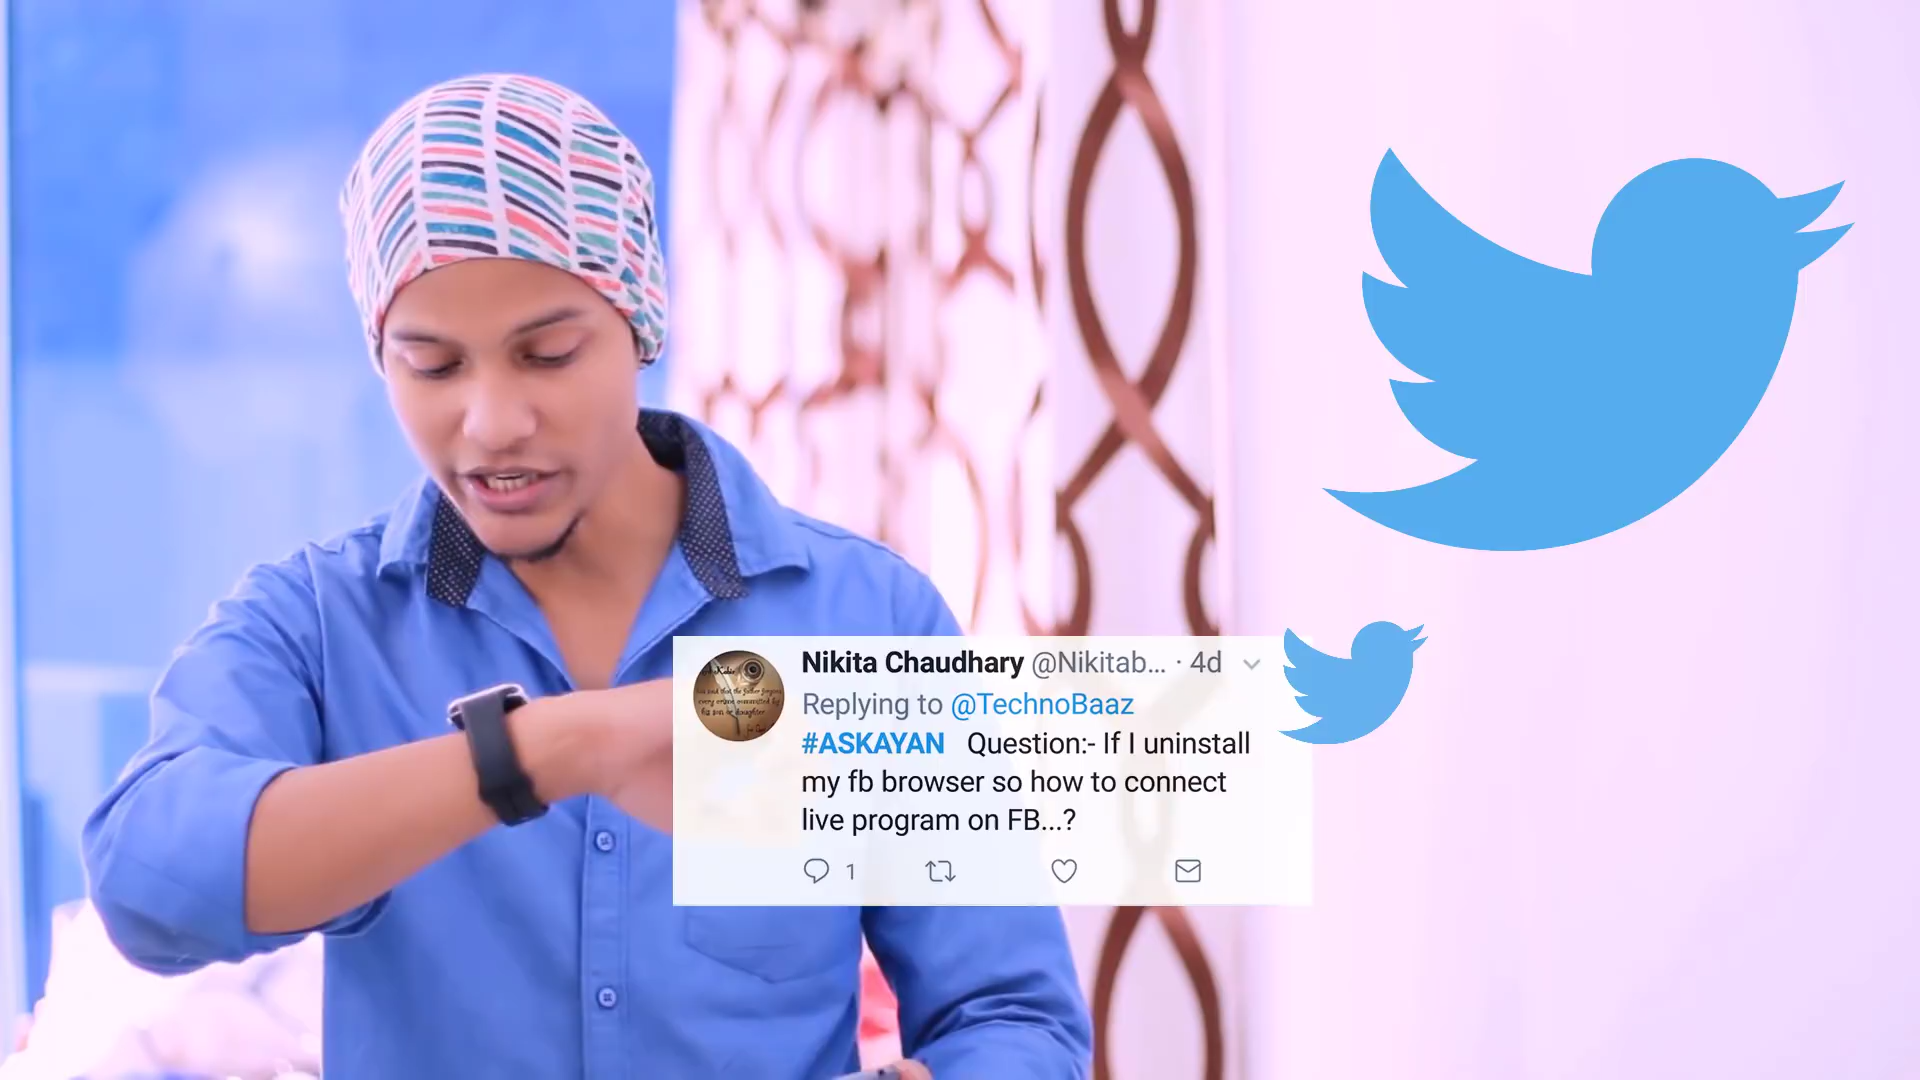 Nikita Chaudhary @Nikitab... · 4d
Replying to @TechnoBaaz
#ASKAYAN Question:- If I uninstall
my fb browser so how to connect
live program on FB...?
1